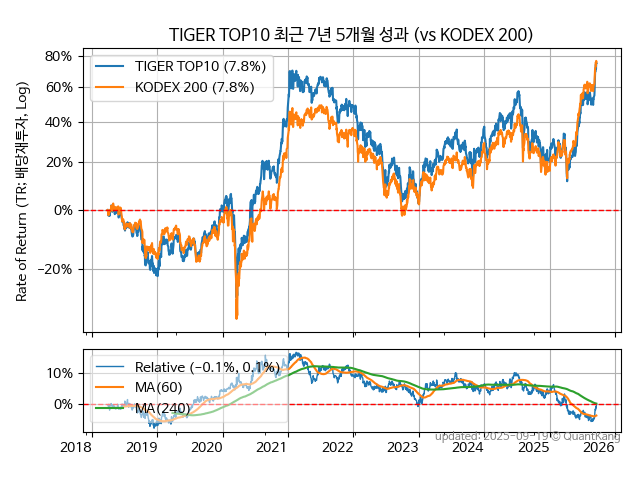 TIGER TOP10 최근 7년 5개월 성과 (vs KODEX 200)
Rate of Return (TR: 배당재투자, Log)
80%
60%
40%
20%
0%
−20%
TIGER TOP10 (7.8%)
KODEX 200 (7.8%)
10%
0%
Relative (−0.1%, 0.1%)
MA(60)
MA(240)
2018 2019 2020 2021 2022 2023 2024 2025 2026
updated: 2025-09-19 © QuantKang